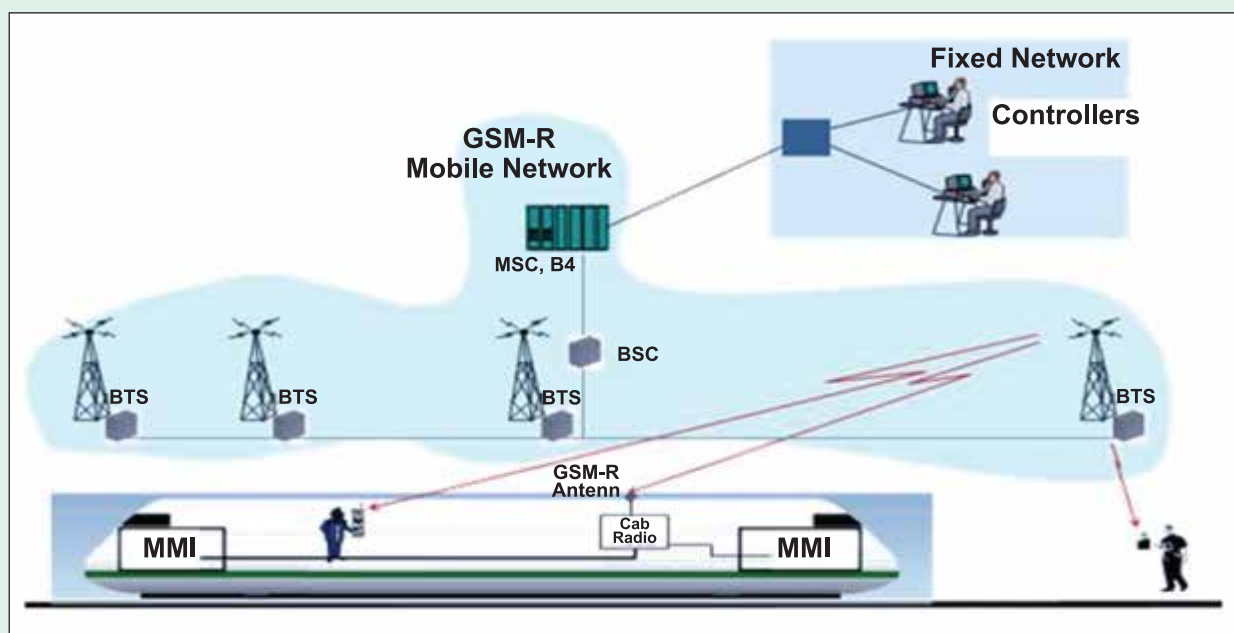 Fixed Network
Controllers
GSM-R
Mobile Network
MSC, B4
BSC
BTS
BTS
BTS
BTS
GSM-R
Antenn
Cab
Radio
MMI
MMI